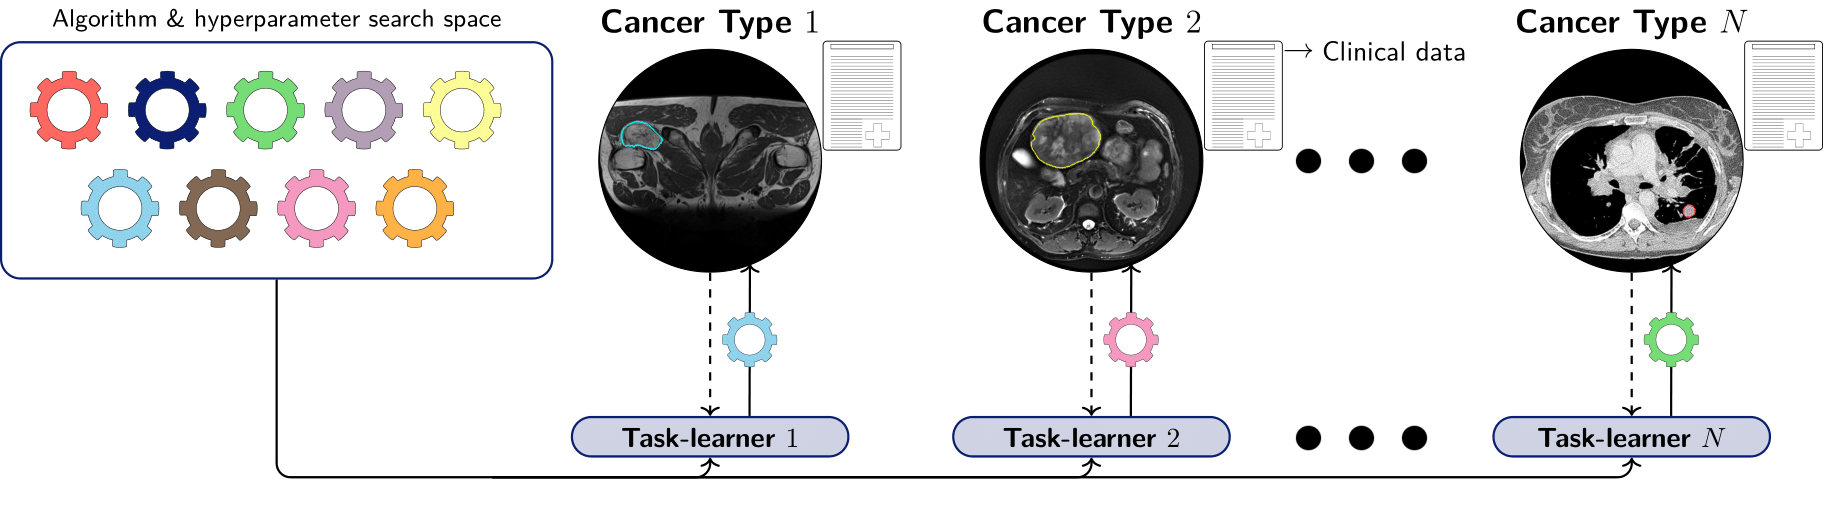 Algorithm & hyperparameter search space
Cancer Type 1
Cancer Type 2
Clinical data
Cancer Type N
Task-learner 1
Task-learner 2
Task-learner N